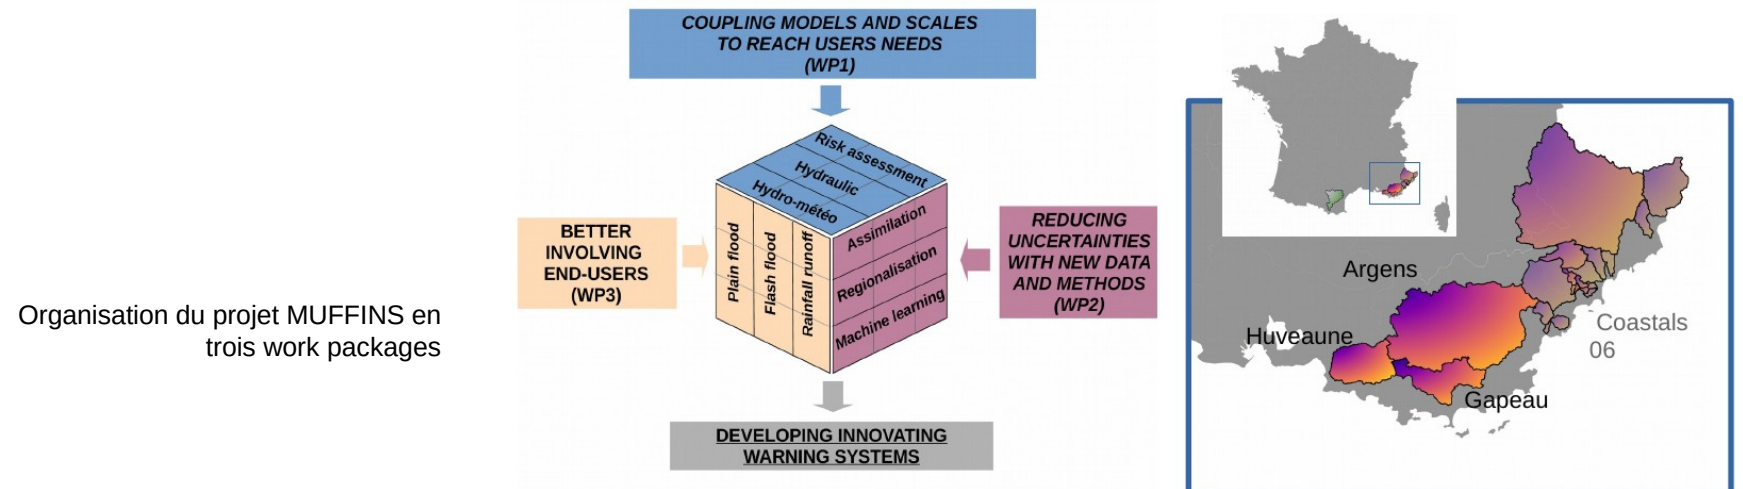 Organisation du projet MUFFINS en
trois work packages
COUPLING MODELS AND SCALES
TO REACH USERS NEEDS
(WP1)
Risk assessment
Hydraulic
Hydro-météo
BETTER
INVOLVING
END-USERS
(WP3)
Plain flood
Flash flood
Rainfall runoff
Assimilation
Regionalisation
Machine learning
REDUCING
UNCERTAINTIES
WITH NEW DATA
AND METHODS
(WP2)
DEVELOPING INNOVATING
WARNING SYSTEMS
Argens
Huveaune
Coastals
06
Gapeau